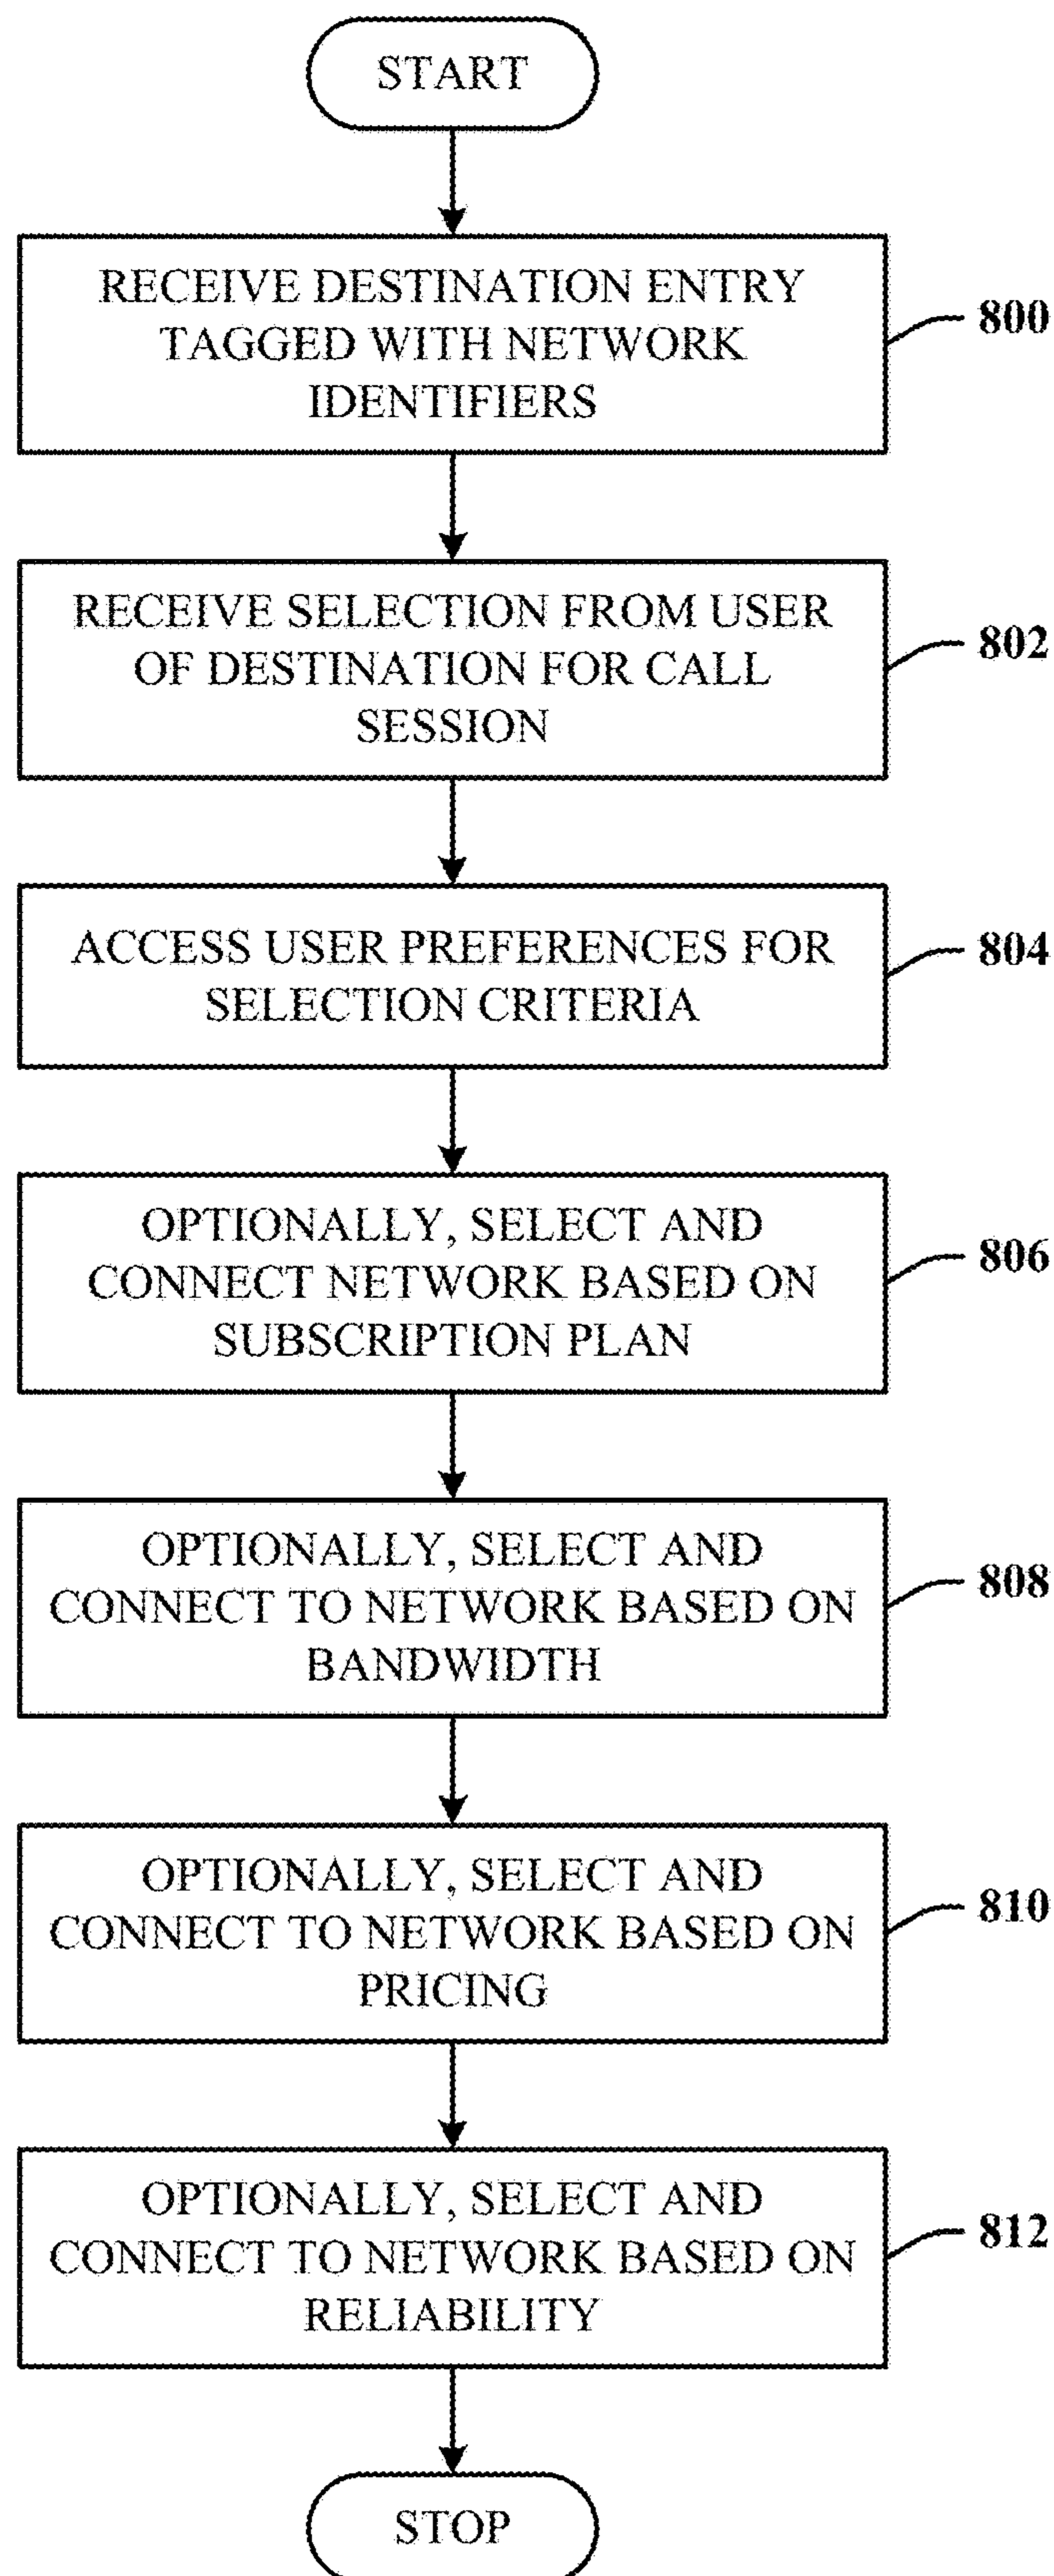 START
RECEIVE DESTINATION ENTRY
TAGGED WITH NETWORK
IDENTIFIERS
800
RECEIVE SELECTION FROM USER
OF DESTINATION FOR CALL
SESSION
802
ACCESS USER PREFERENCES FOR
SELECTION CRITERIA
804
OPTIONALLY, SELECT AND
CONNECT NETWORK BASED ON
SUBSCRIPTION PLAN
806
OPTIONALLY, SELECT AND
CONNECT TO NETWORK BASED ON
BANDWIDTH
808
OPTIONALLY, SELECT AND
CONNECT TO NETWORK BASED ON
PRICING
810
OPTIONALLY, SELECT AND
CONNECT TO NETWORK BASED ON
RELIABILITY
812
STOP